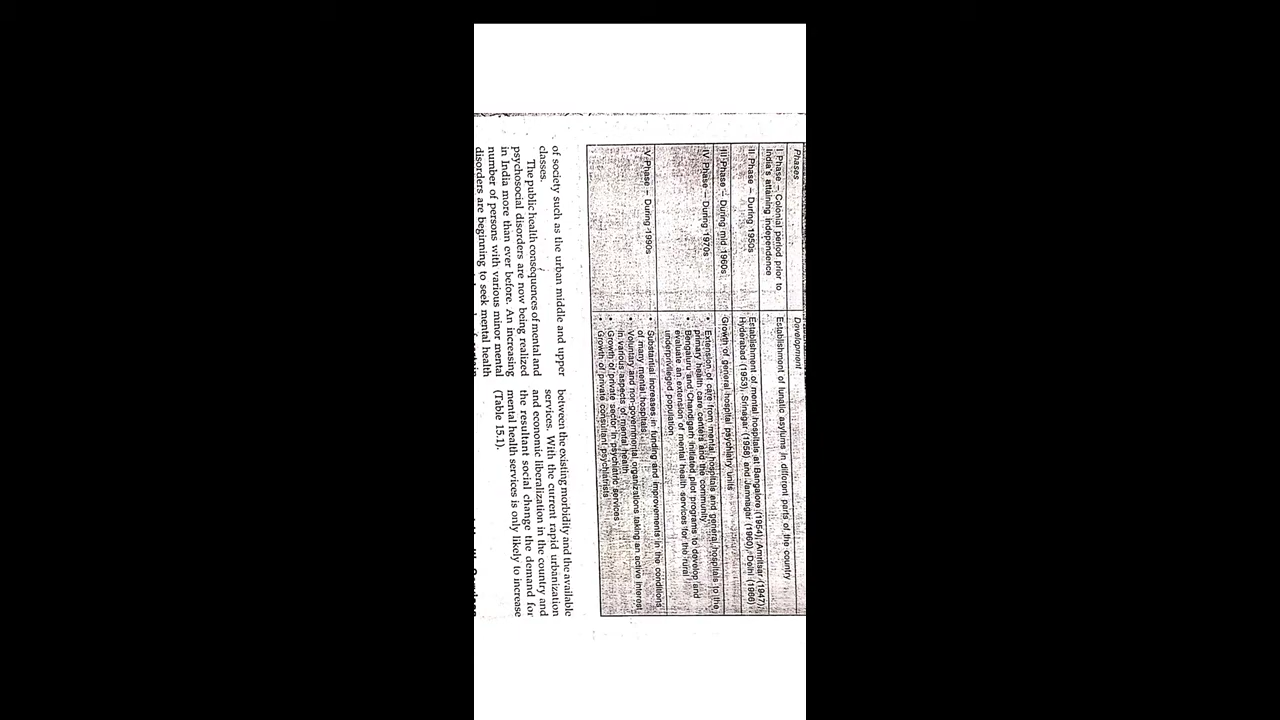 Phases
Development
I Phase – Colonial period prior to
India's attaining independence
Establishment of lunatic asylums in different parts of the country
II Phase – During 1950s
Establishment of mental hospitals at Bangalore (1954), Amritsar (1947)
Hyderabad (1953), Srinagar (1958) and Jamnagar (1960), Delhi (1966)
III Phase – During mid 1960s
Growth of general hospital psychiatry units
IV Phase – During 1970s
• Extension of care from mental hospitals and general hospitals to the
primary health care centers and the community
• Bengaluru and Chandigarh initiated pilot programs to develop and
evaluate an extension of mental health services for the rural
underprivileged population
V Phase – During 1990s
• Substantial increases in funding and improvements in the conditions
of many mental hospitals
• Voluntary and non-governmental organizations taking an active interest
in various aspects of mental health
• Growth of private sector in psychiatric services
• Growth of private consultant psychiatrists
of society such as the urban middle and upper
classes.
The public health consequences of mental and
psychosocial disorders are now being realized
in India more than ever before. An increasing
number of persons with various minor mental
disorders are beginning to seek mental health
between the existing morbidity and the available
services. With the current rapid urbanization
and economic liberalization in the country and
the resultant social change the demand for
mental health services is only likely to increase
(Table 15.1).